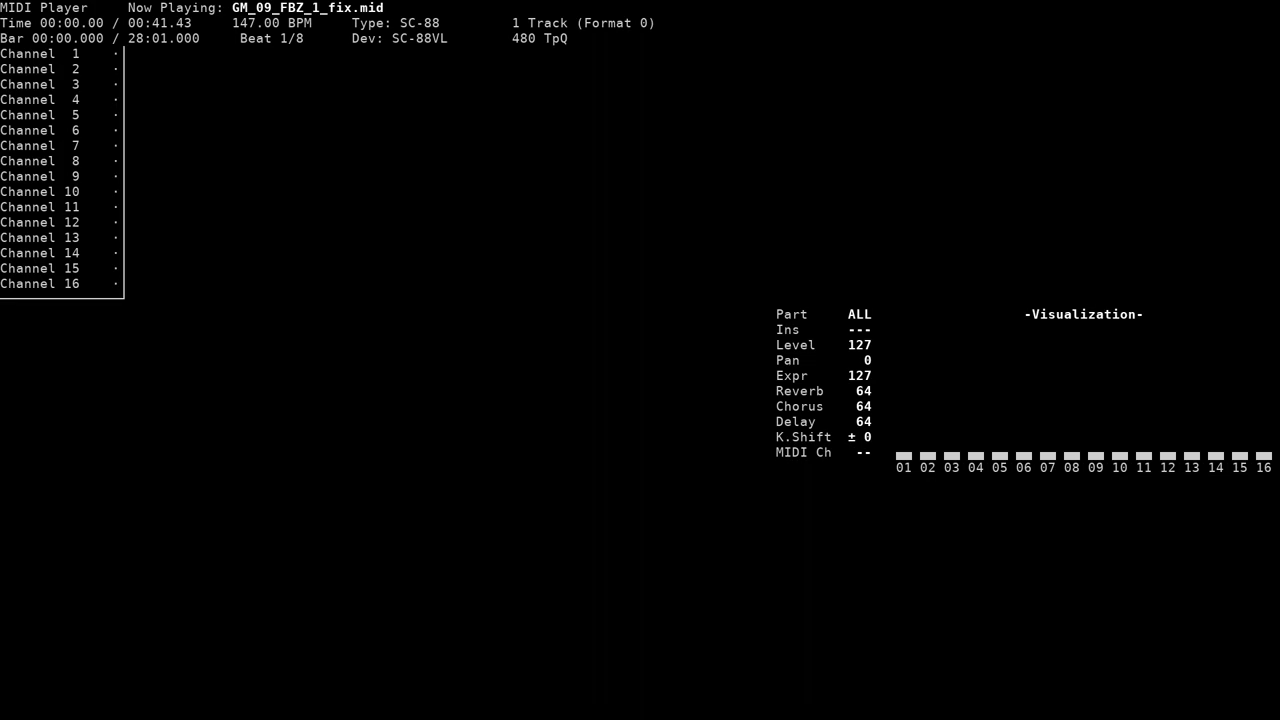 MIDI Player Now Playing: GM_09_FBZ_1_fix.mid
Time 00:00.00 / 00:41.43 147.00 BPM Type: SC-88 1 Track (Format 0)
Bar 00:00.000 / 28:01.000 Beat 1/8 Dev: SC-88VL 480 TpQ
Channel 1 ·
Channel 2 ·
Channel 3 ·
Channel 4 ·
Channel 5 ·
Channel 6 ·
Channel 7 ·
Channel 8 ·
Channel 9 ·
Channel 10 ·
Channel 11 ·
Channel 12 ·
Channel 13 ·
Channel 14 ·
Channel 15 ·
Channel 16 ·
Part ALL -Visualization-
Ins ---
Level 127
Pan 0
Expr 127
Reverb 64
Chorus 64
Delay 64
K.Shift ± 0
MIDI Ch --
01 02 03 04 05 06 07 08 09 10 11 12 13 14 15 16